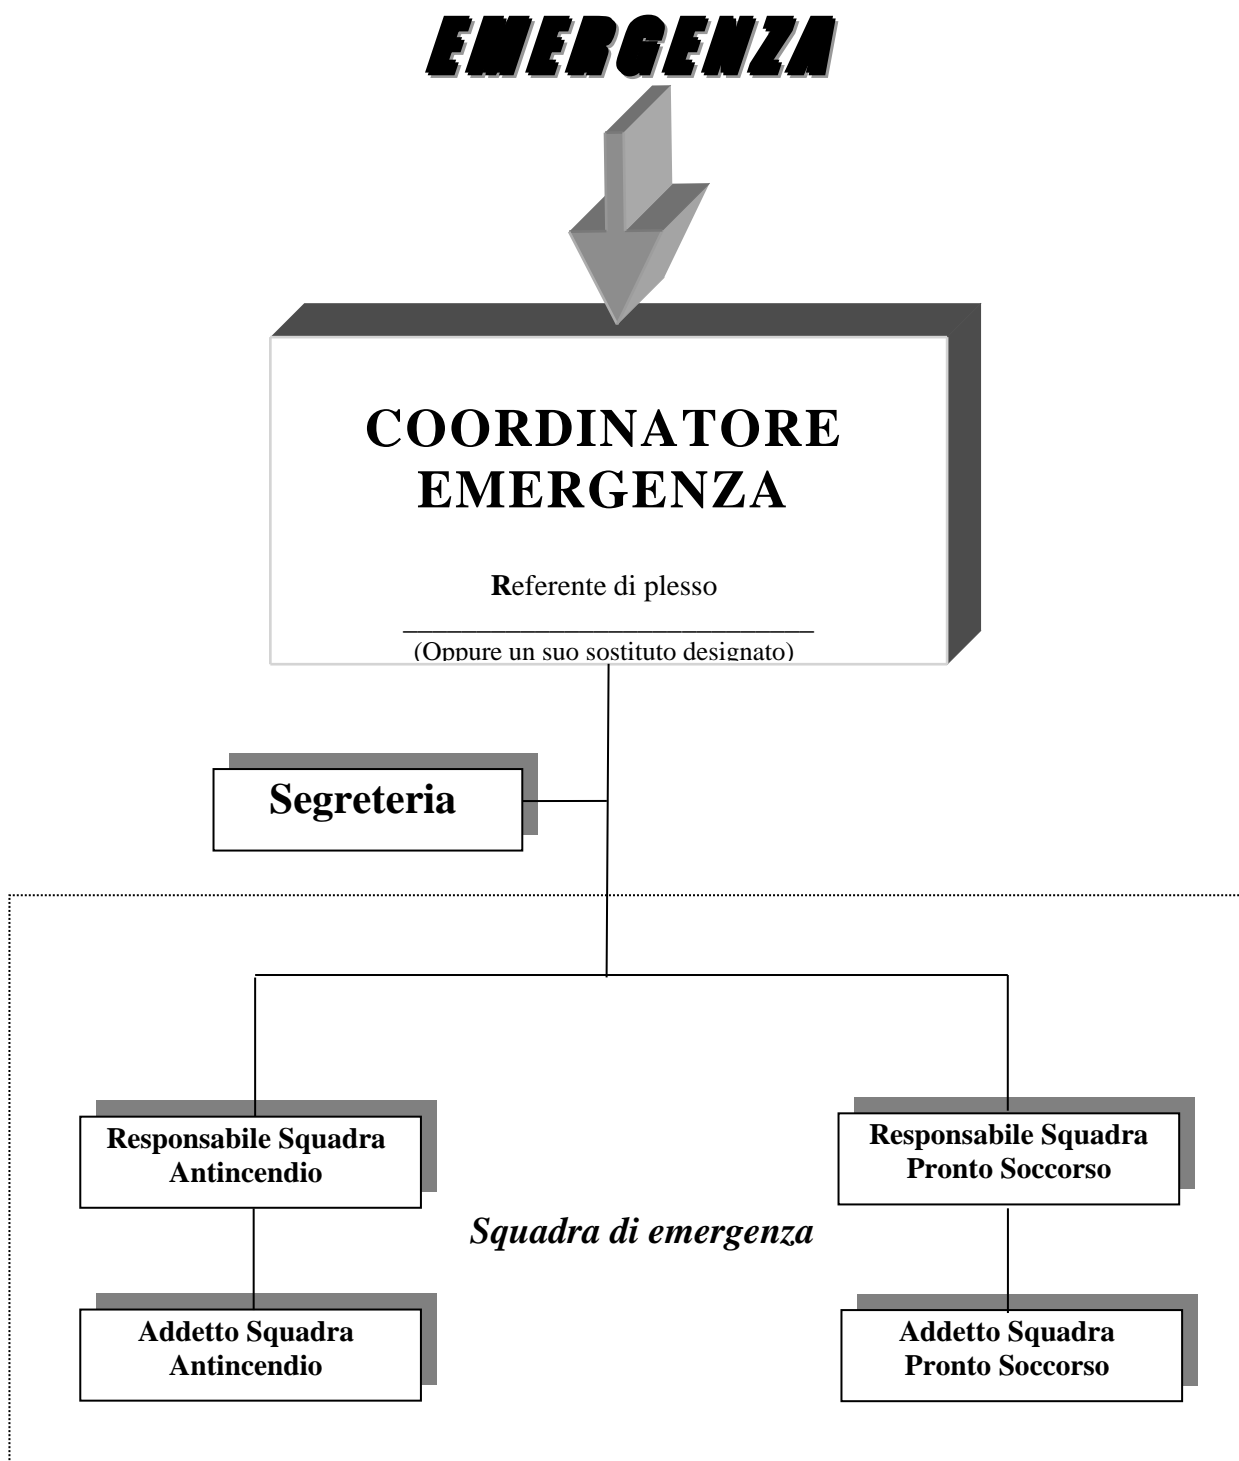 EMERGENZA
COORDINATORE
EMERGENZA
Referente di plesso
______________________________
(Oppure un suo sostituto designato)
Segreteria
Responsabile Squadra
Antincendio
Responsabile Squadra
Pronto Soccorso
Squadra di emergenza
Addetto Squadra
Antincendio
Addetto Squadra
Pronto Soccorso